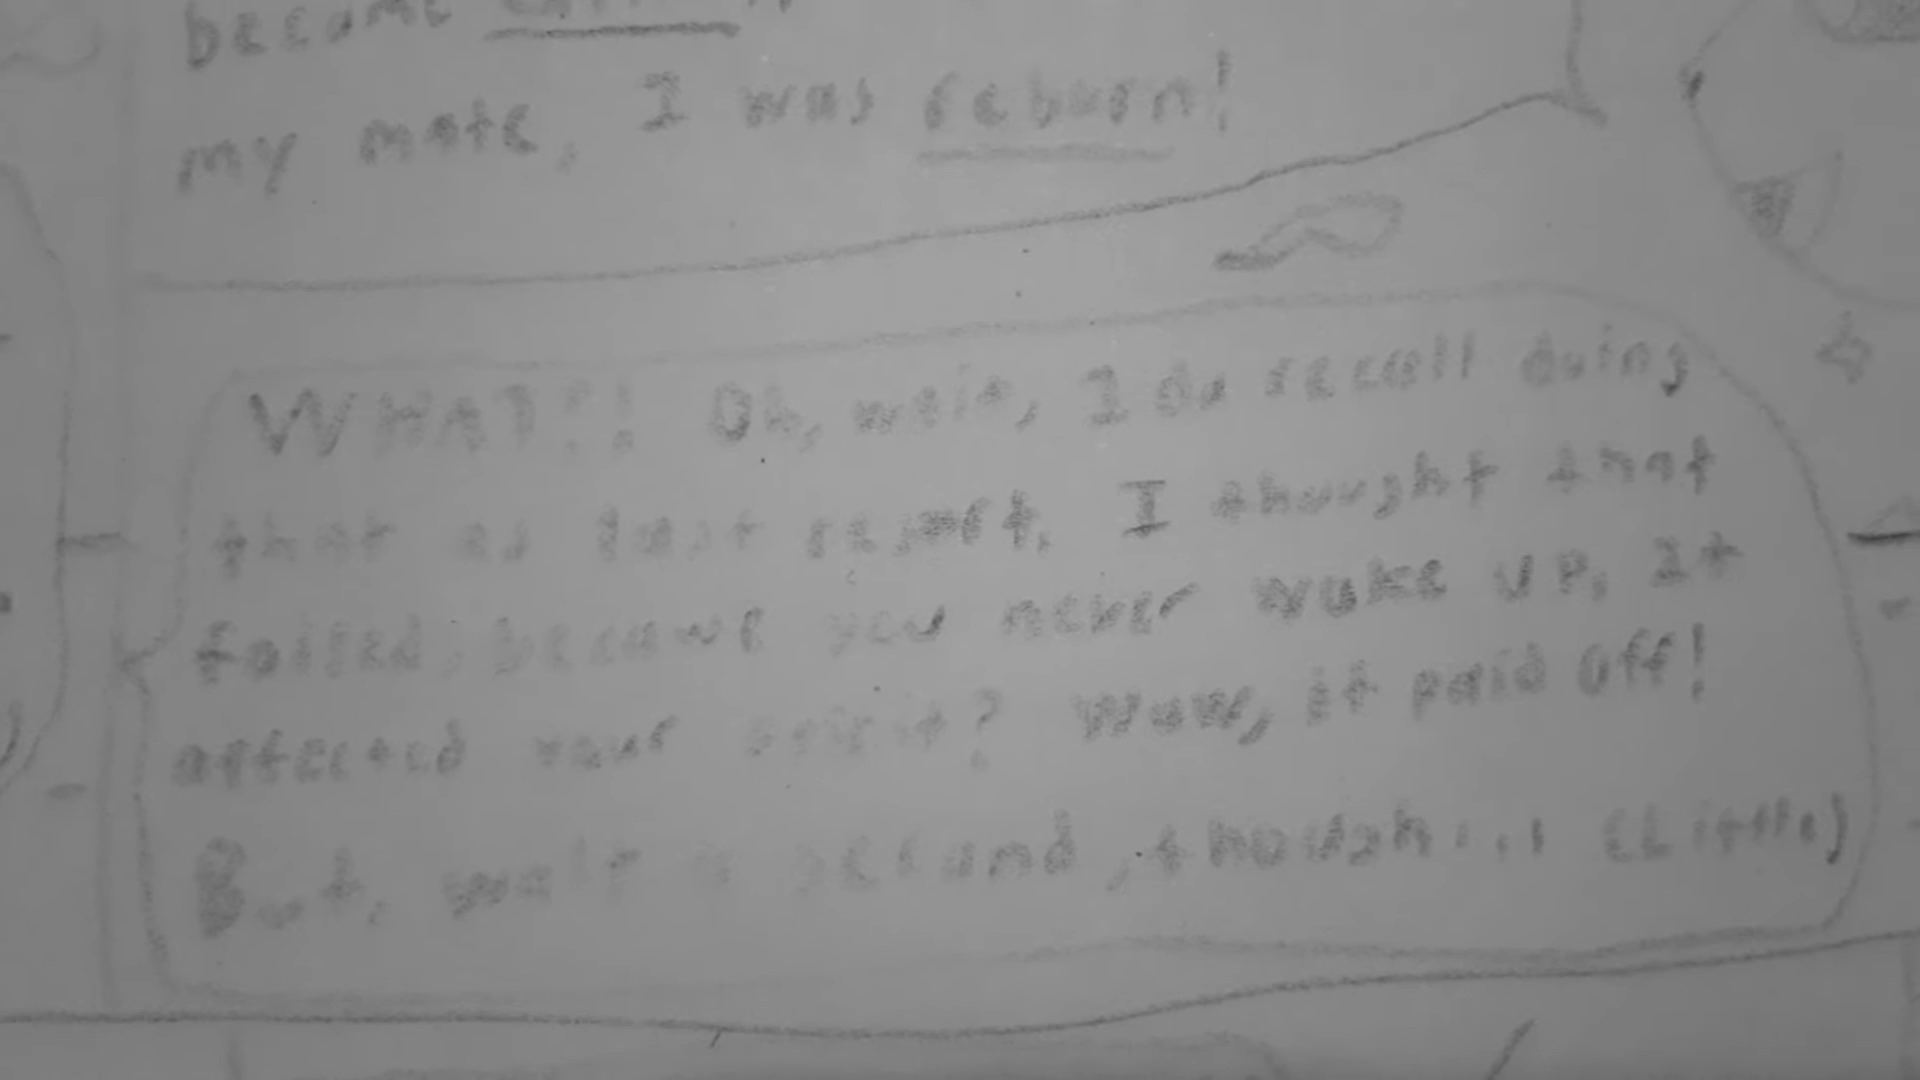 become
my mate, I was reborn!
WHAT?! Oh, wait, I do recall doing
that as last resort. I thought that
failed, because you never woke up. It
affected your spirit? Wow, it paid off!
But, wait a second, though... (Little)